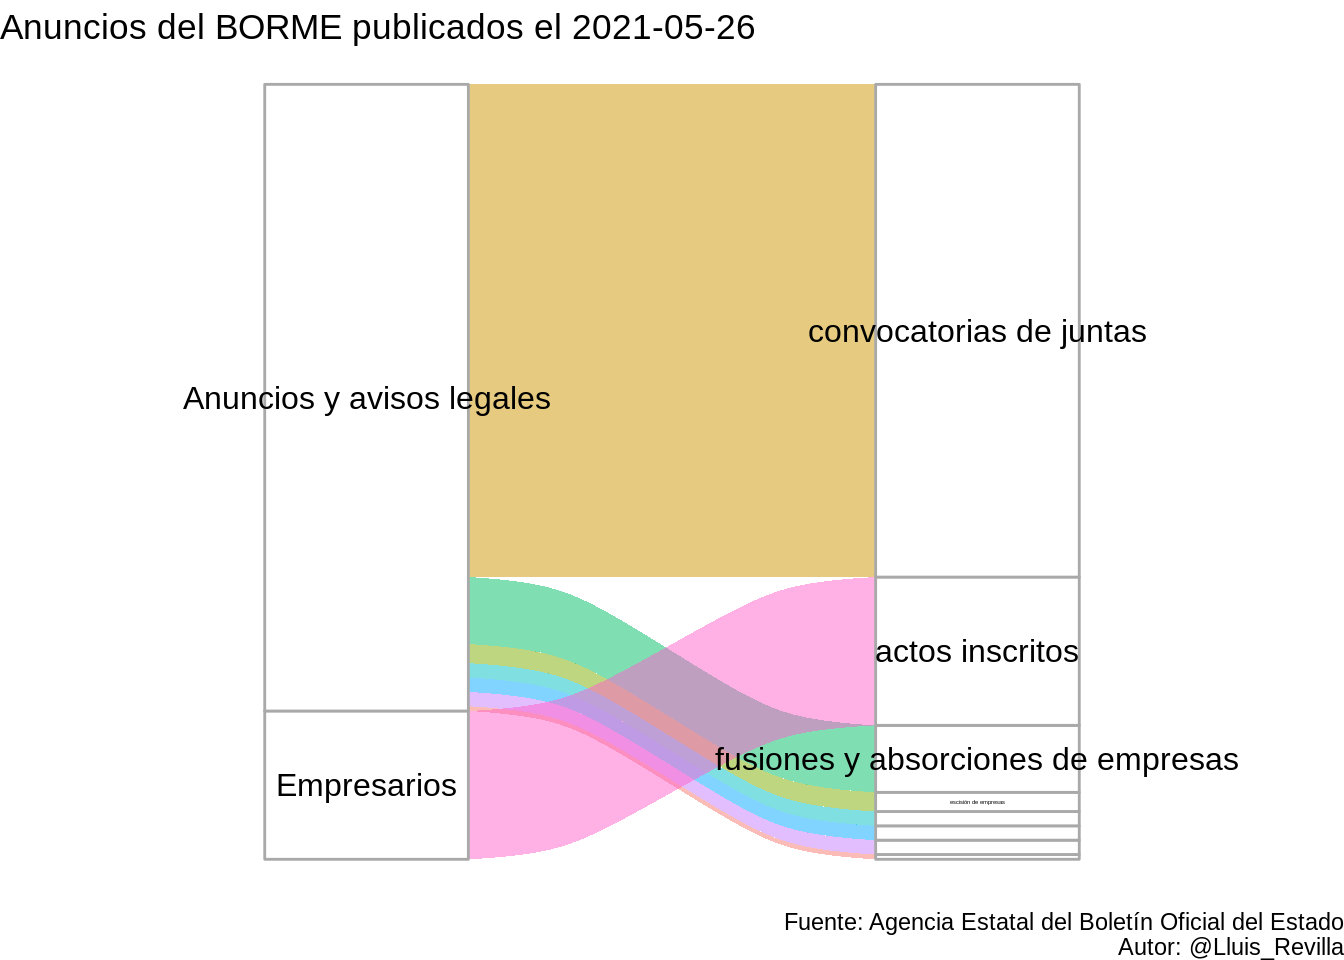 Anuncios del BORME publicados el 2021-05-26
convocatorias de juntas
Anuncios y avisos legales
actos inscritos
fusiones y absorciones de empresas
Empresarios
escisión de empresas
Fuente: Agencia Estatal del Boletín Oficial del Estado
Autor: @Lluis_Revilla